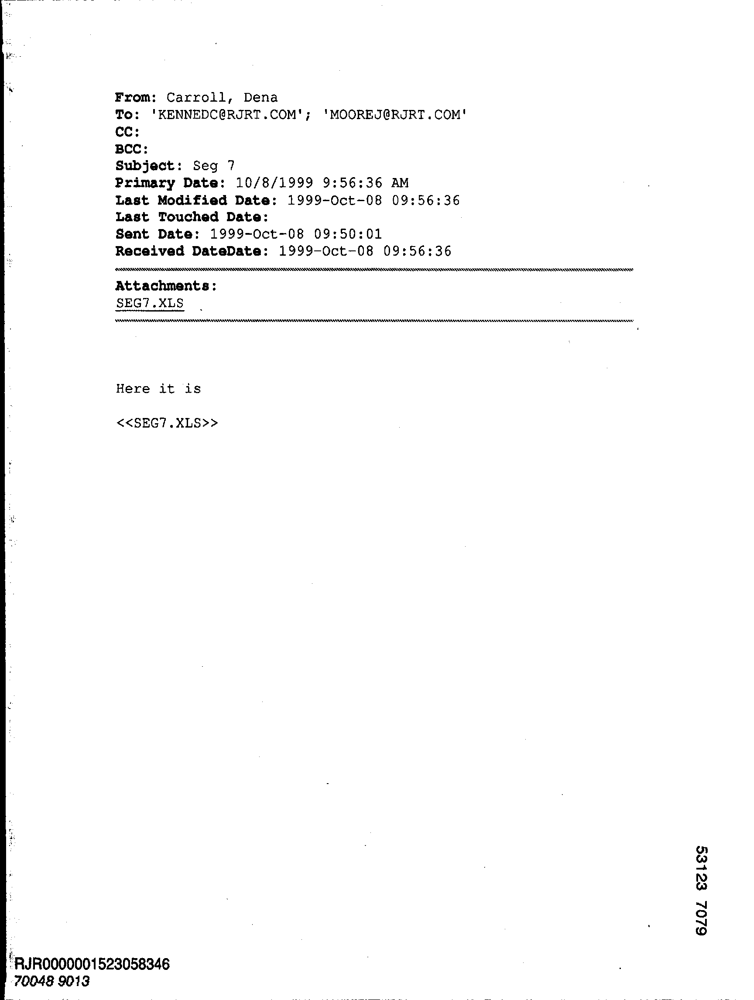 From: Carroll, Dena
To: 'KENNEDC@RJRT.COM'; 'MOOREJ@RJRT.COM'
CC:
BCC:
Subject: Seg 7
Primary Date: 10/8/1999 9:56:36 AM
Last Modified Date: 1999-Oct-08 09:56:36
Last Touched Date:
Sent Date: 1999-Oct-08 09:50:01
Received DateDate: 1999-Oct-08 09:56:36
Attachments:
SEG7.XLS
Here it is
<<SEG7.XLS>>
53123 7079
RJR0000001523058346
70048 9013